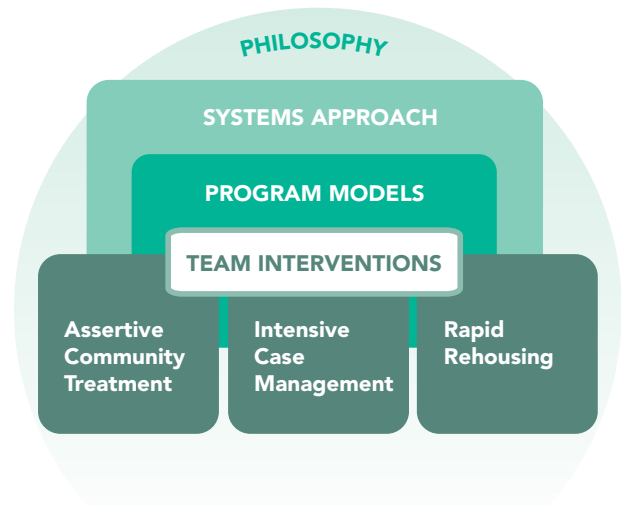 PHILOSOPHY
SYSTEMS APPROACH
PROGRAM MODELS
TEAM INTERVENTIONS
Assertive
Community
Treatment
Intensive
Case
Management
Rapid
Rehousing